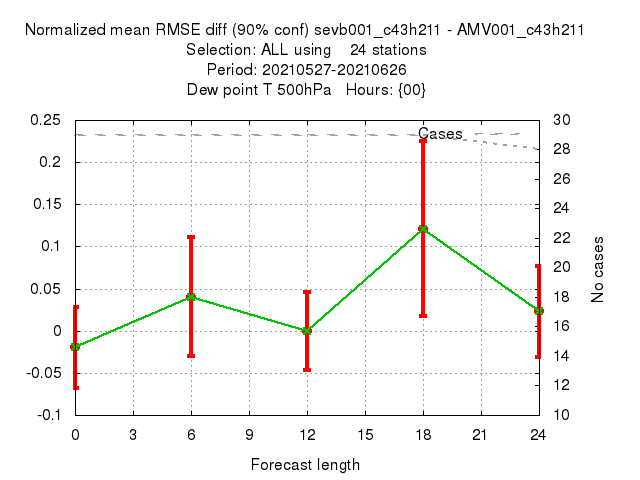 Normalized mean RMSE diff (90% conf) sevb001_c43h211 - AMV001_c43h211
Selection: ALL using 24 stations
Period: 20210527-20210626
Dew point T 500hPa Hours: {00}
Cases
0.25
0.2
0.15
0.1
0.05
0
-0.05
-0.1
30
28
26
24
22
20
18
16
14
12
10
No cases
0 3 6 9 12 15 18 21 24
Forecast length